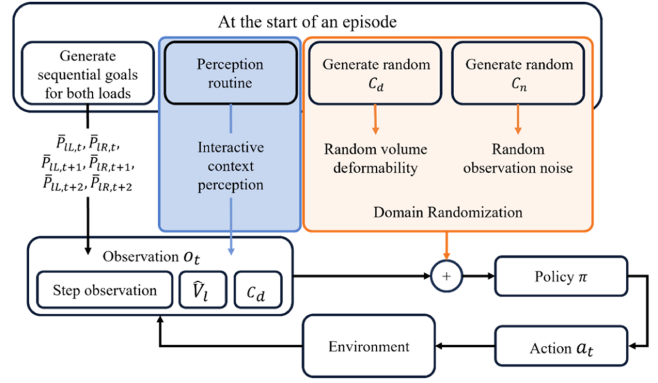 At the start of an episode
Generate
sequential goals
for both loads
Perception
routine
Generate random
C_d
Generate random
C_n
P̄_{lL,t}, P̄_{lR,t},
P̄_{lL,t+1}, P̄_{lR,t+1},
P̄_{lL,t+2}, P̄_{lR,t+2}
Interactive
context
perception
Random volume
deformability
Random
observation noise
Domain Randomization
Observation o_t
Step observation
V̂_l
C_d
+
Policy π
Environment
Action a_t